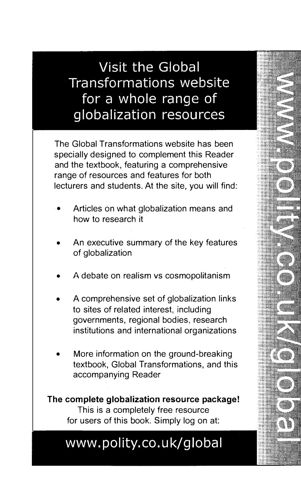 Visit the Global
Transformations website
for a whole range of
globalization resources
The Global Transformations website has been
specially designed to complement this Reader
and the textbook, featuring a comprehensive
range of resources and features for both
lecturers and students. At the site, you will find:
• Articles on what globalization means and
how to research it
• An executive summary of the key features
of globalization
• A debate on realism vs cosmopolitanism
• A comprehensive set of globalization links
to sites of related interest, including
governments, regional bodies, research
institutions and international organizations
• More information on the ground-breaking
textbook, Global Transformations, and this
accompanying Reader
The complete globalization resource package!
This is a completely free resource
for users of this book. Simply log on at:
www.polity.co.uk/global
www.polity.co.uk/global